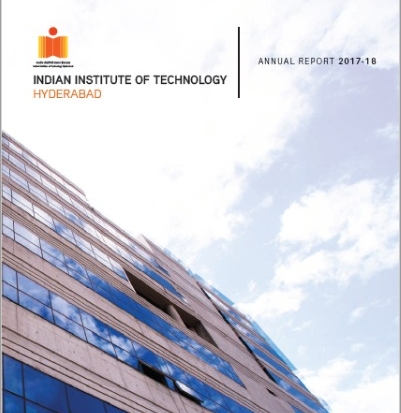 INDIAN INSTITUTE OF TECHNOLOGY
HYDERABAD
ANNUAL REPORT 2017-18